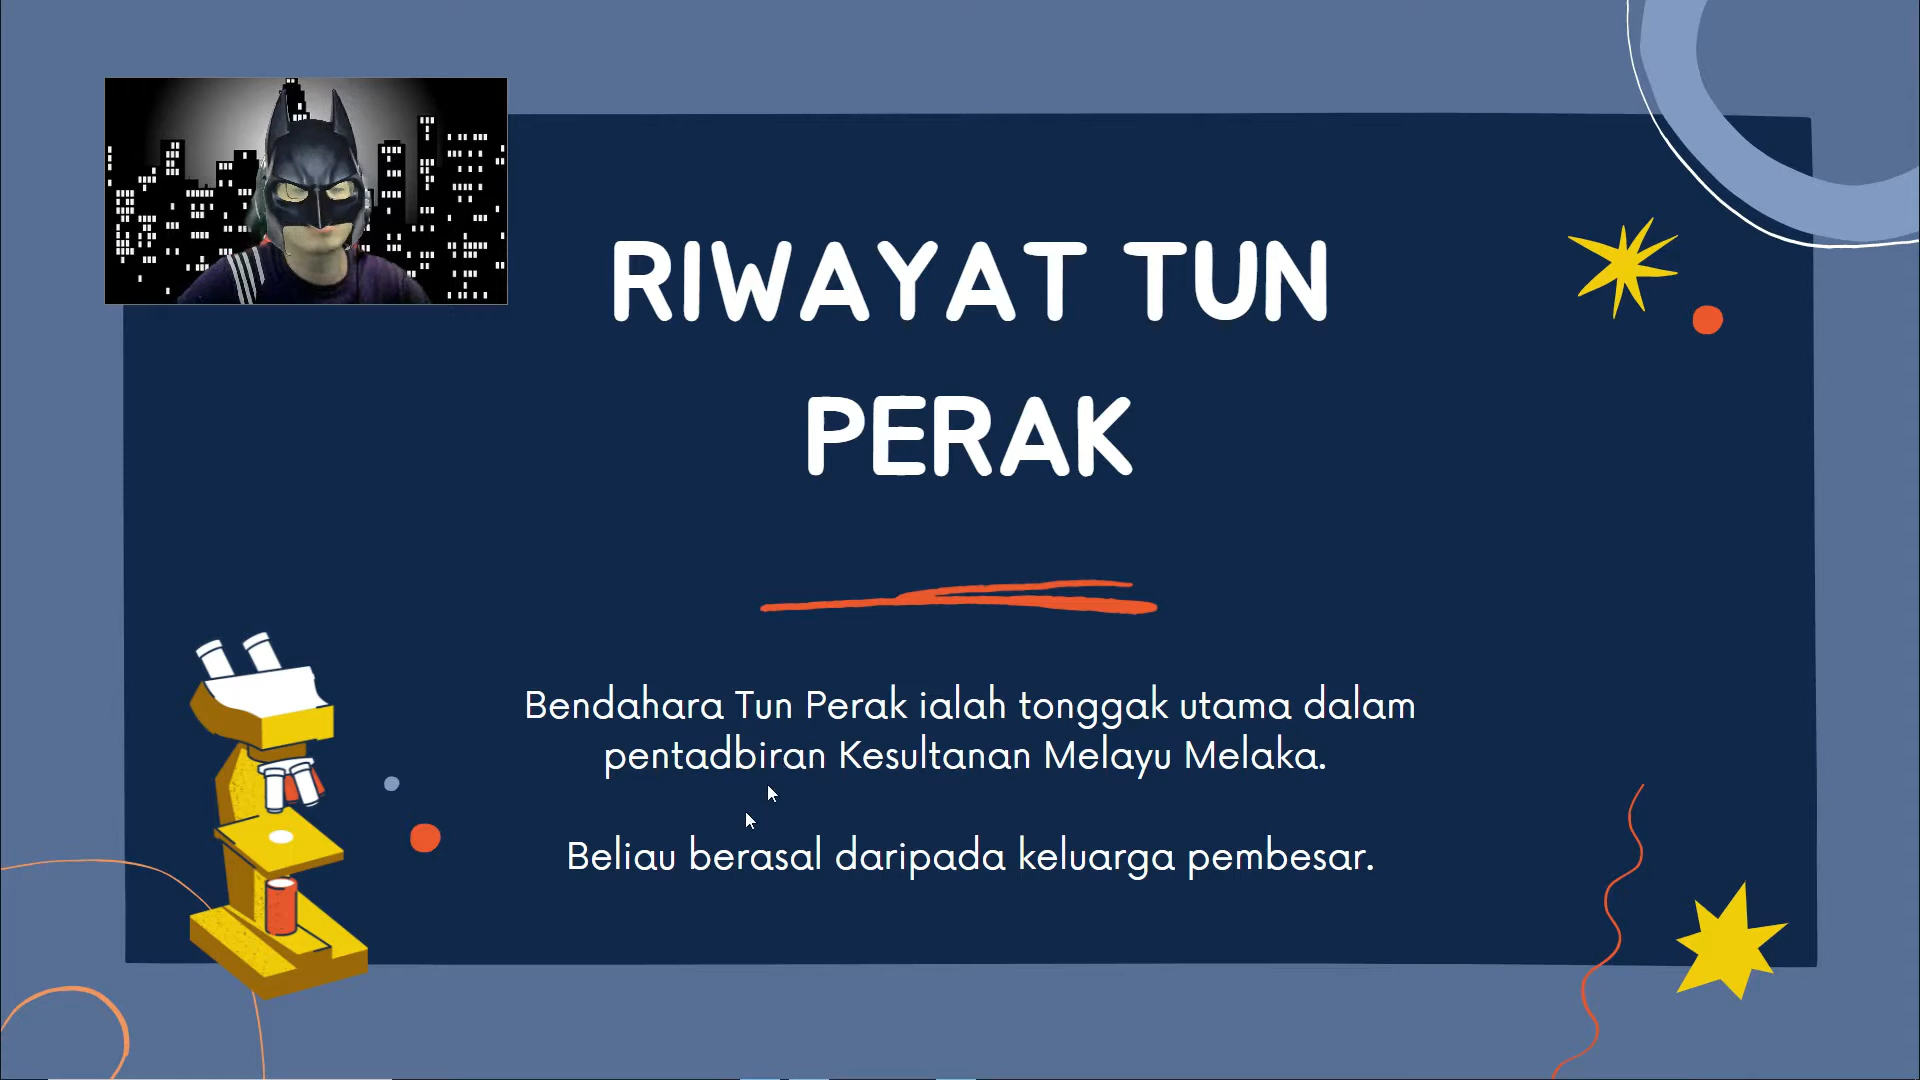 RIWAYAT TUN
PERAK
Bendahara Tun Perak ialah tonggak utama dalam
pentadbiran Kesultanan Melayu Melaka.
Beliau berasal daripada keluarga pembesar.